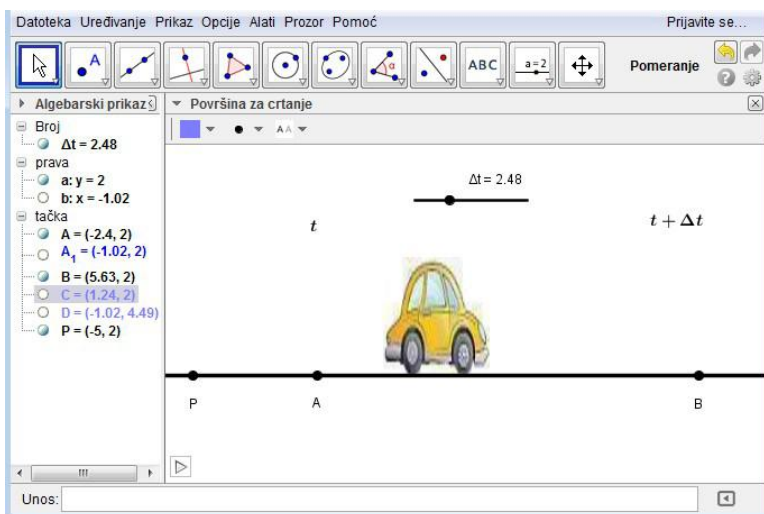 Datoteka Uređivanje Prikaz Opcije Alati Prozor Pomoć Prijavite se...
A α ABC a=2 Pomeranje
Algebarski prikaz Površina za crtanje
A A
Broj
Δt = 2.48
prava
a: y = 2
b: x = -1.02
tačka
A = (-2.4, 2)
A₁ = (-1.02, 2)
B = (5.63, 2)
C = (1.24, 2)
D = (-1.02, 4.49)
P = (-5, 2)
Δt = 2.48
t
t + Δt
P A B
Unos: